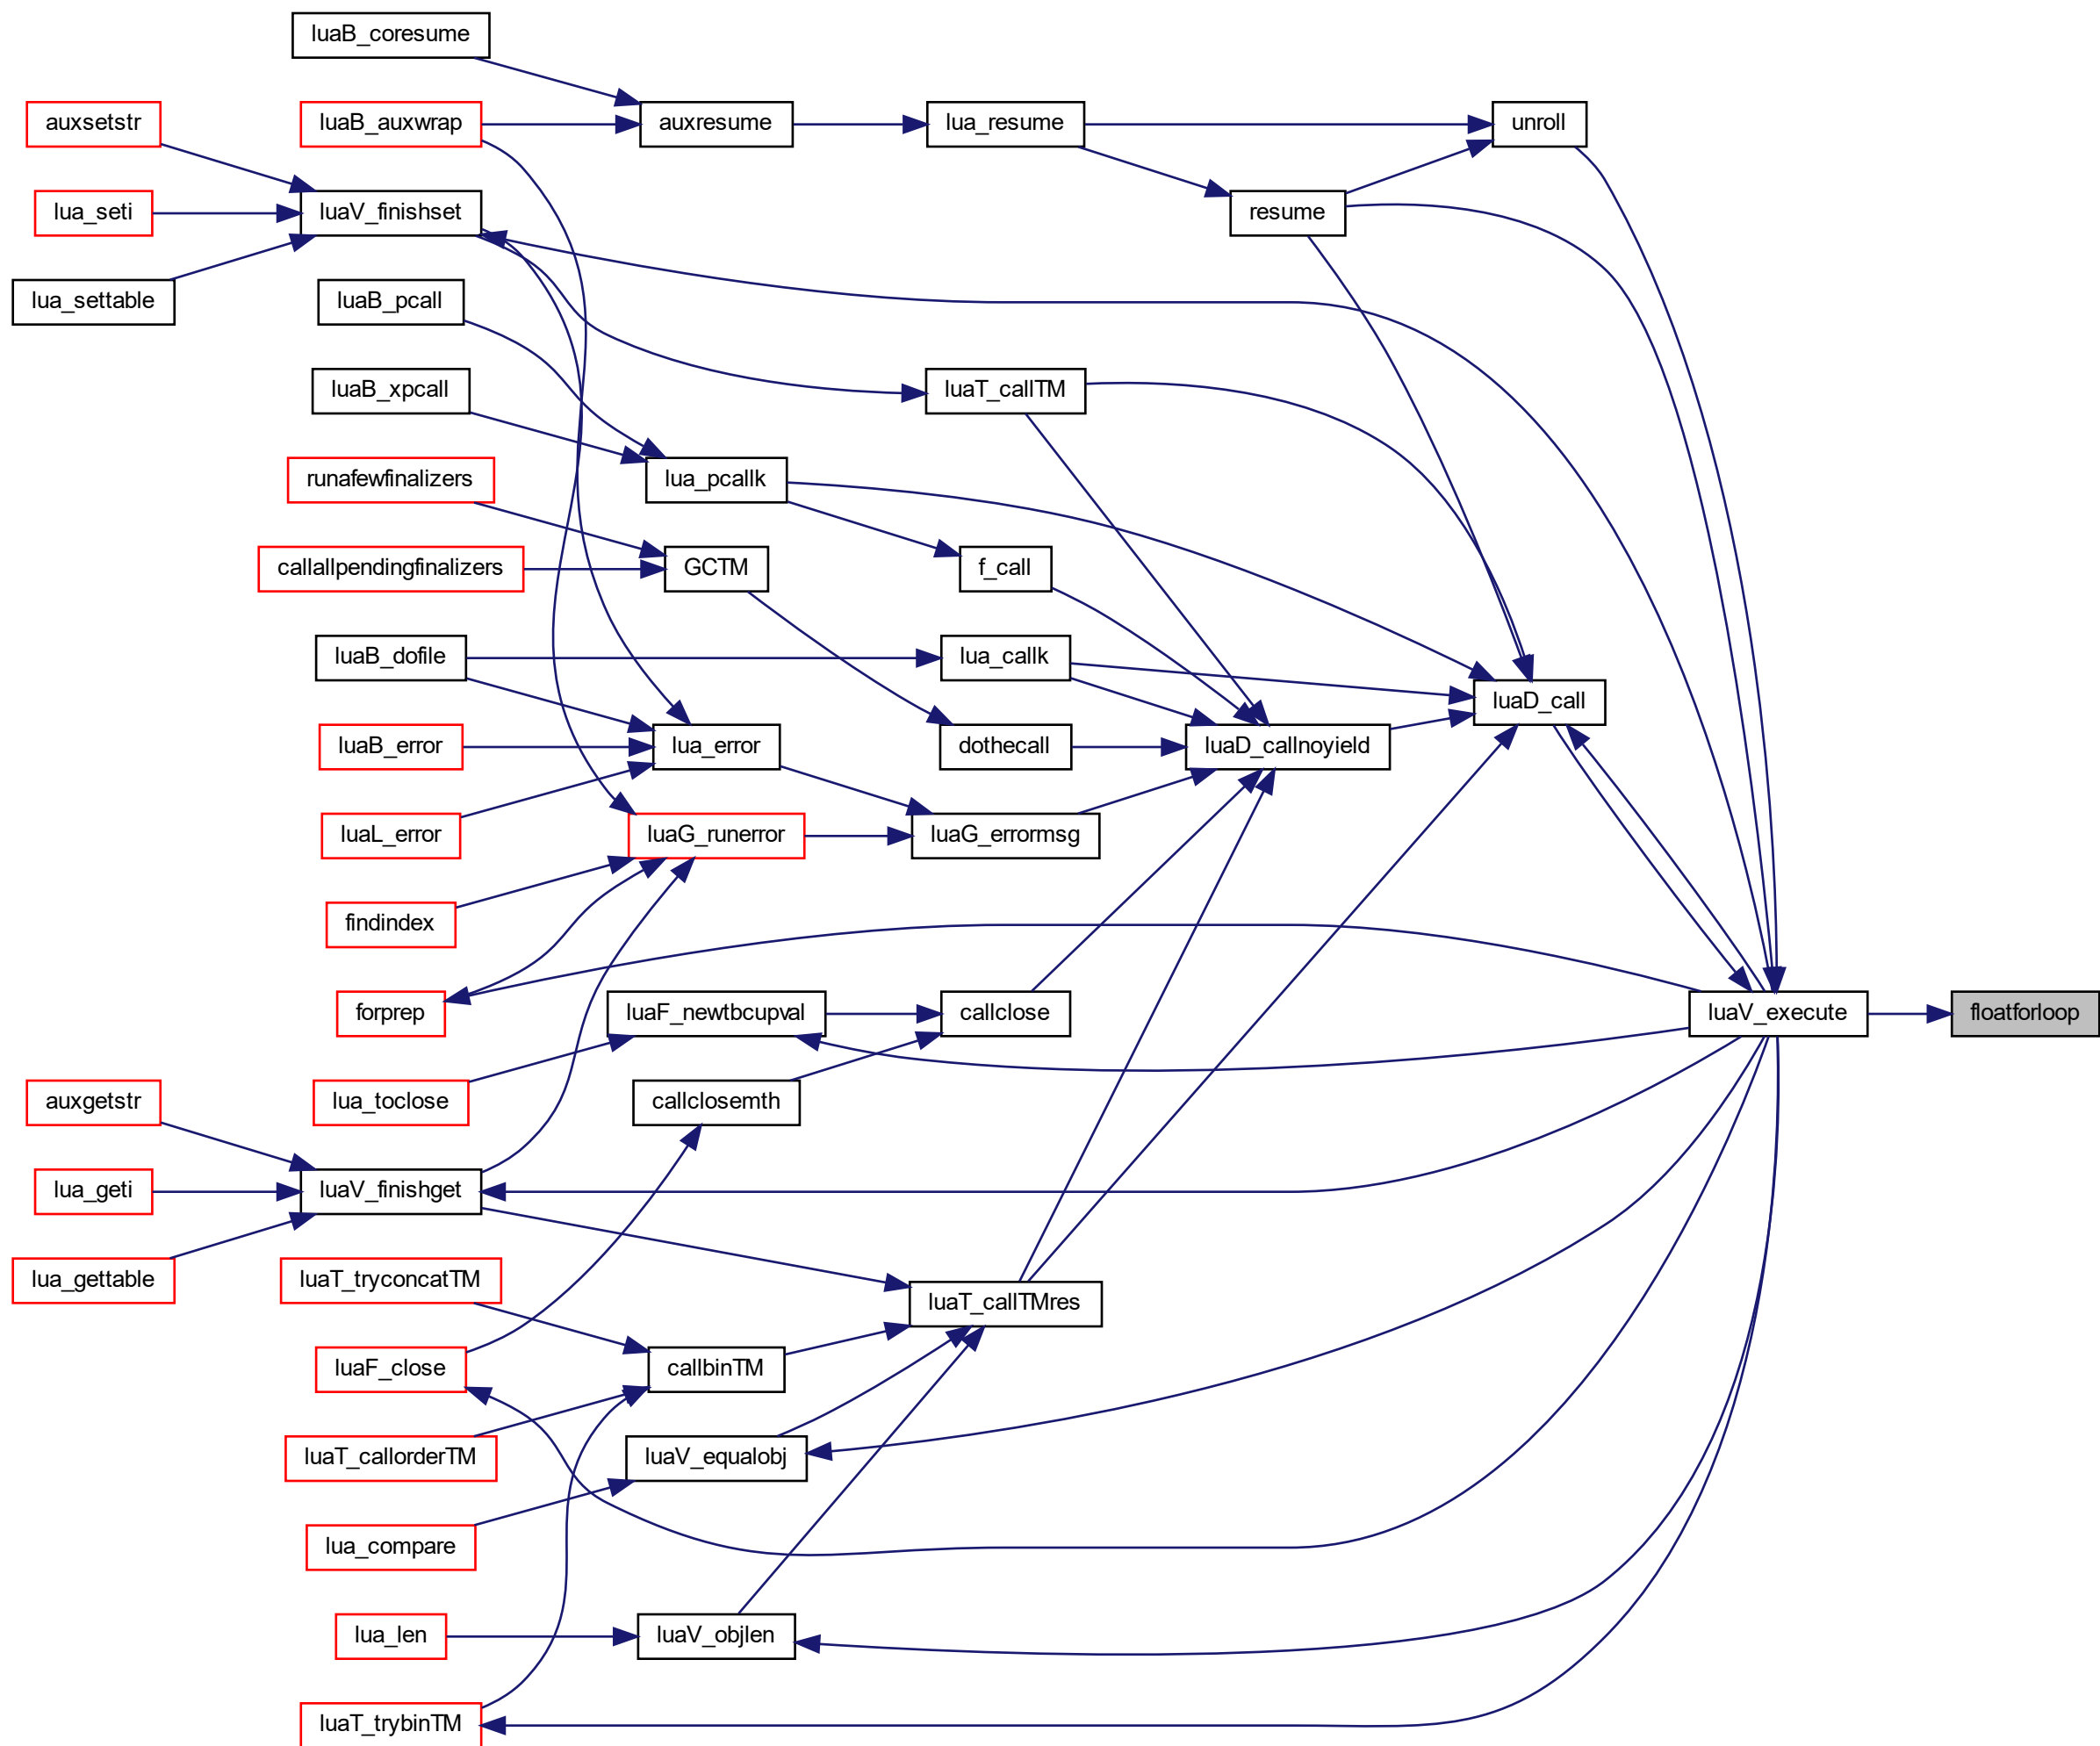 luaB_coresume
auxsetstr
luaB_auxwrap
auxresume
lua_resume
unroll
lua_seti
luaV_finishset
resume
lua_settable
luaB_pcall
luaB_xpcall
luaT_callTM
runafewfinalizers
lua_pcallk
callallpendingfinalizers
GCTM
f_call
luaB_dofile
lua_callk
luaD_call
luaB_error
lua_error
dothecall
luaD_callnoyield
luaL_error
luaG_runerror
luaG_errormsg
findindex
forprep
luaF_newtbcupval
callclose
luaV_execute
floatforloop
auxgetstr
lua_toclose
callclosemth
lua_geti
luaV_finishget
lua_gettable
luaT_tryconcatTM
luaT_callTMres
luaF_close
callbinTM
luaT_callorderTM
luaV_equalobj
lua_compare
lua_len
luaV_objlen
luaT_trybinTM